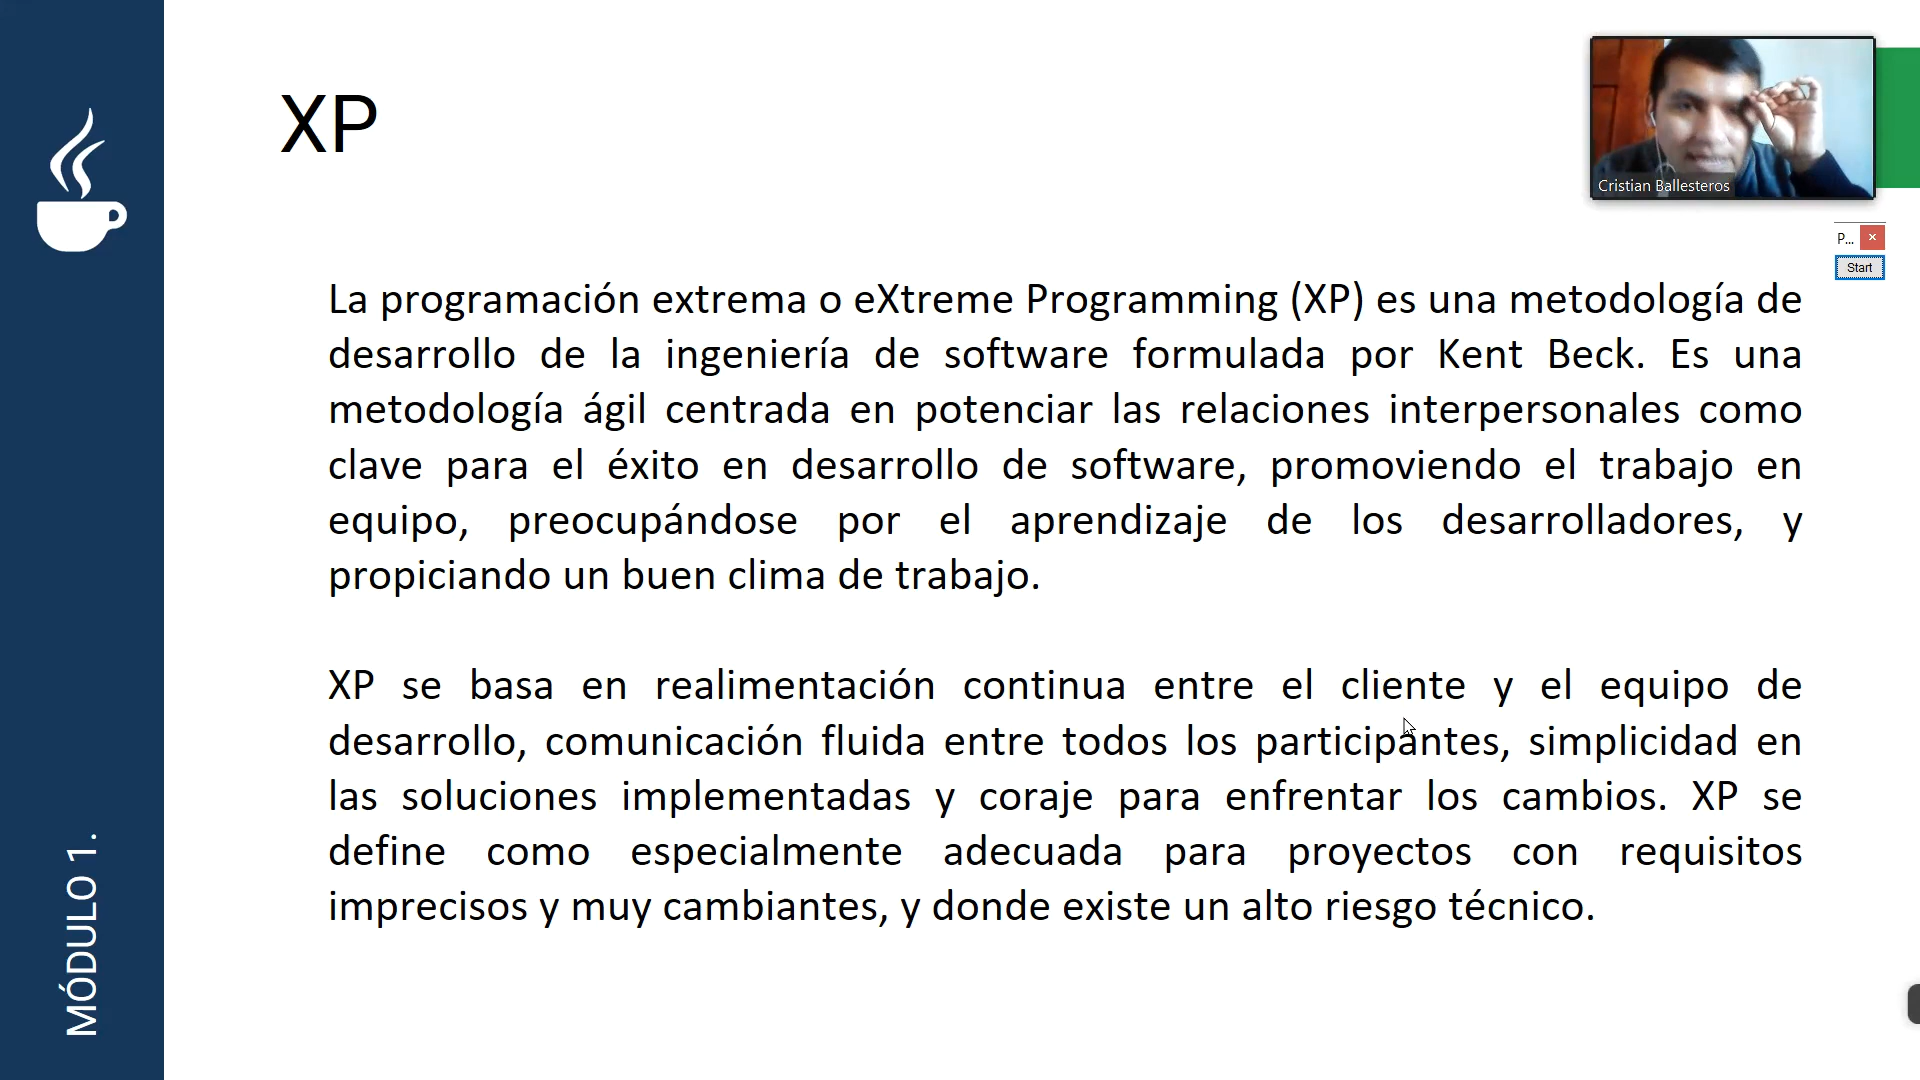 XP
Cristian Ballesteros
P...
Start
La programación extrema o eXtreme Programming (XP) es una metodología de
desarrollo de la ingeniería de software formulada por Kent Beck. Es una
metodología ágil centrada en potenciar las relaciones interpersonales como
clave para el éxito en desarrollo de software, promoviendo el trabajo en
equipo, preocupándose por el aprendizaje de los desarrolladores, y
propiciando un buen clima de trabajo.
XP se basa en realimentación continua entre el cliente y el equipo de
desarrollo, comunicación fluida entre todos los participantes, simplicidad en
las soluciones implementadas y coraje para enfrentar los cambios. XP se
define como especialmente adecuada para proyectos con requisitos
imprecisos y muy cambiantes, y donde existe un alto riesgo técnico.
MÓDULO 1.